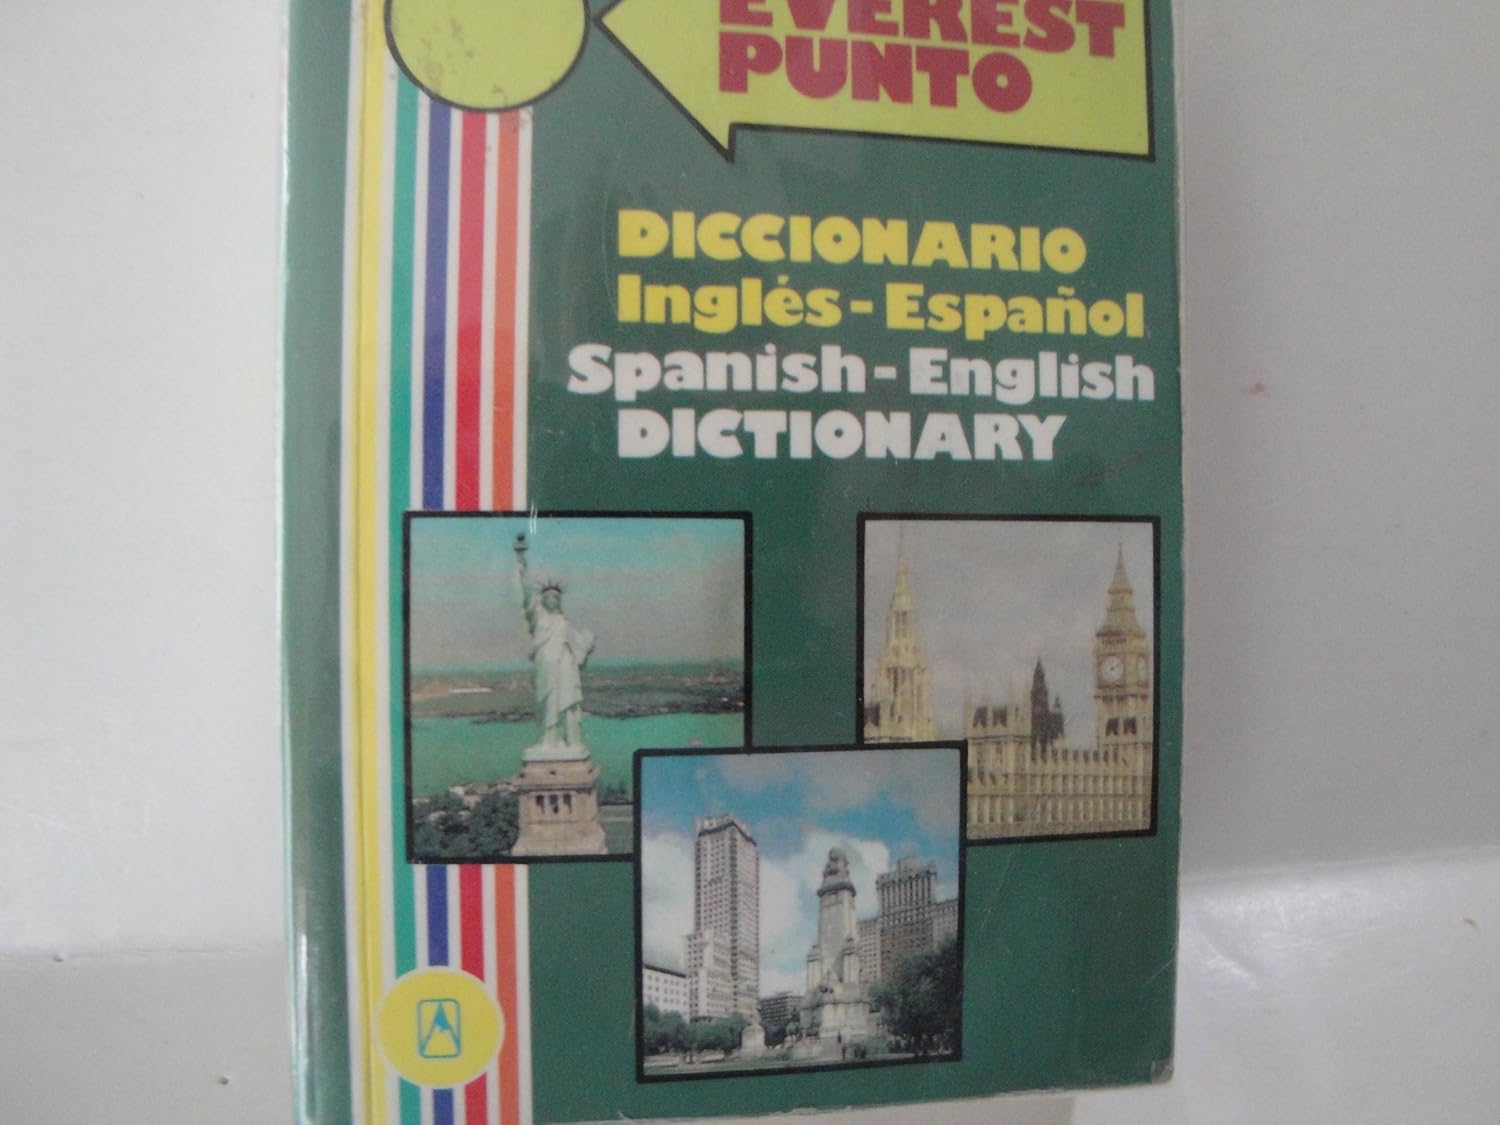 EVEREST
PUNTO
DICCIONARIO
Inglés-Español
Spanish-English
DICTIONARY